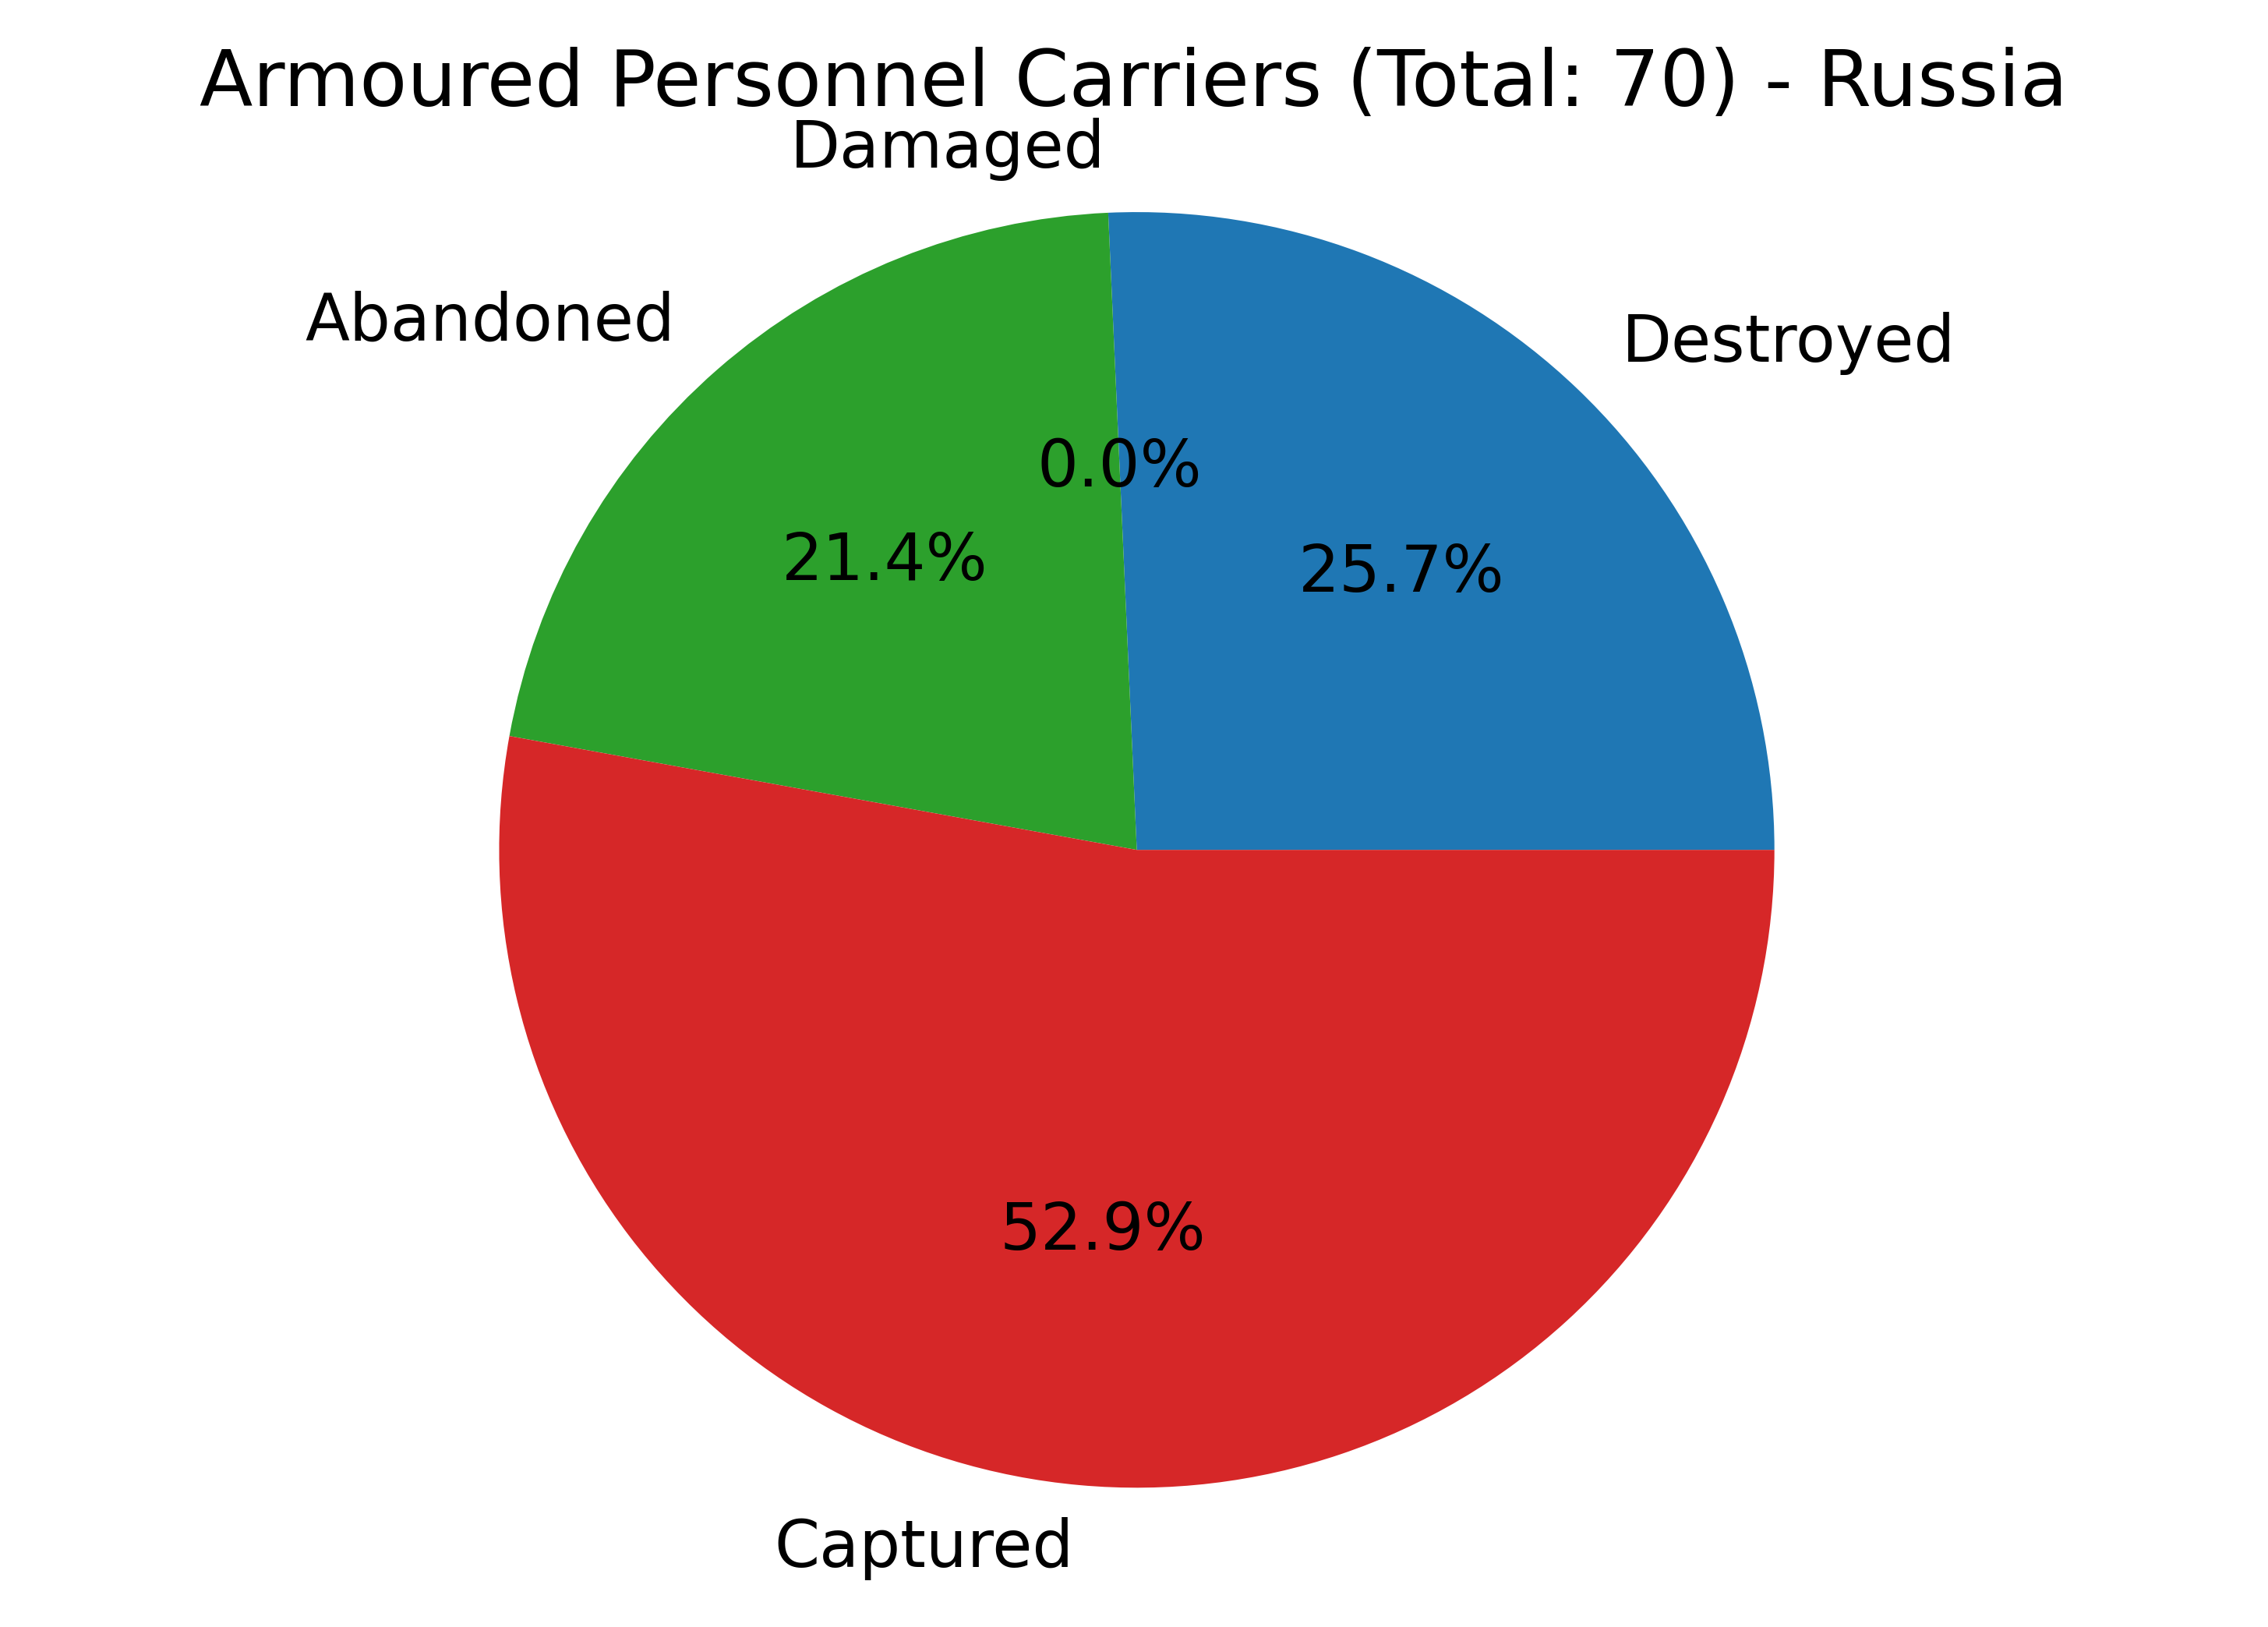 Armoured Personnel Carriers (Total: 70) - Russia
Damaged
Abandoned
Destroyed
0.0%
21.4%
25.7%
52.9%
Captured